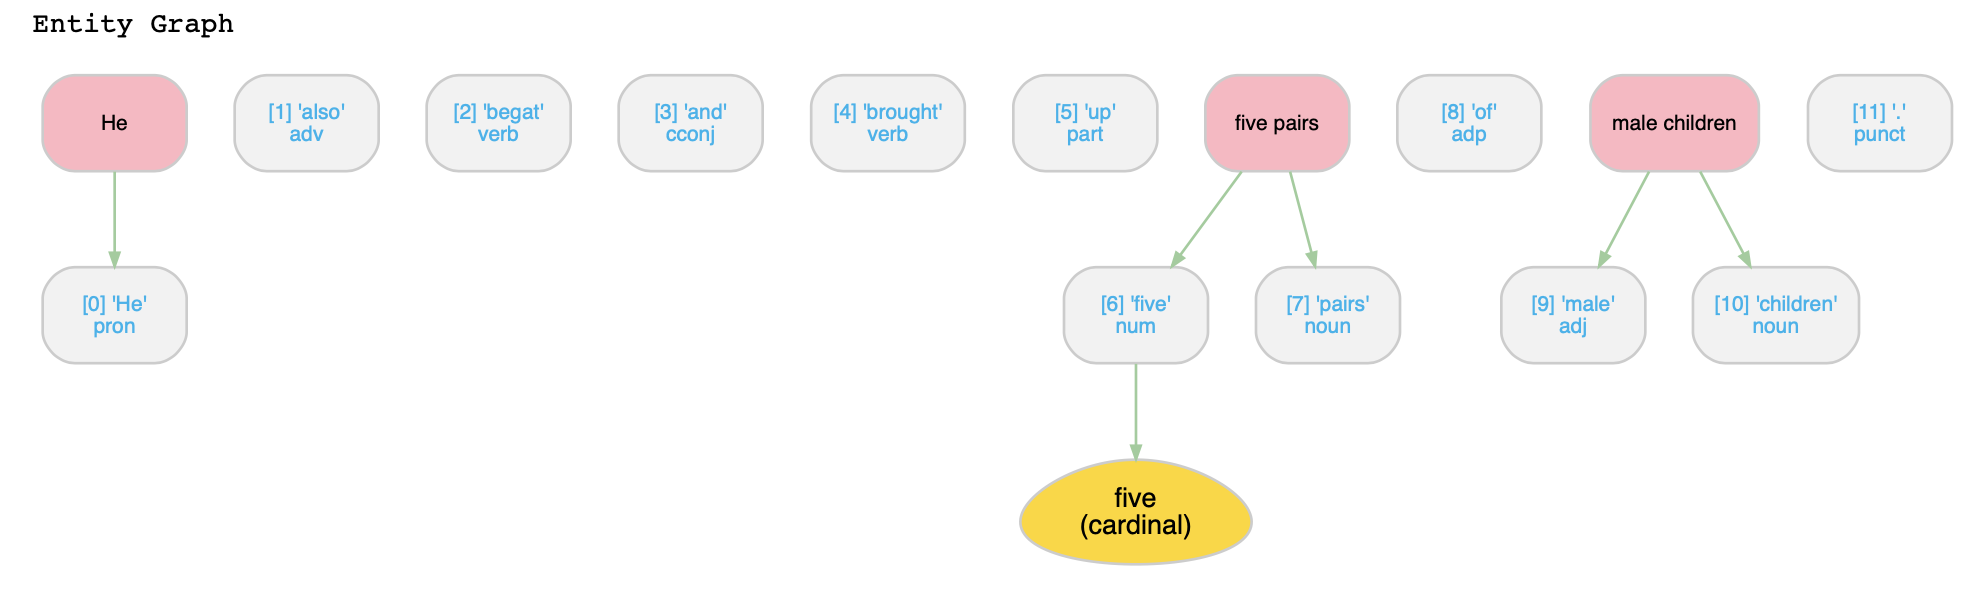 Entity Graph
He
[1] 'also'
adv
[2] 'begat'
verb
[3] 'and'
cconj
[4] 'brought'
verb
[5] 'up'
part
five pairs
[8] 'of'
adp
male children
[11] '.'
punct
[0] 'He'
pron
[6] 'five'
num
[7] 'pairs'
noun
[9] 'male'
adj
[10] 'children'
noun
five
(cardinal)